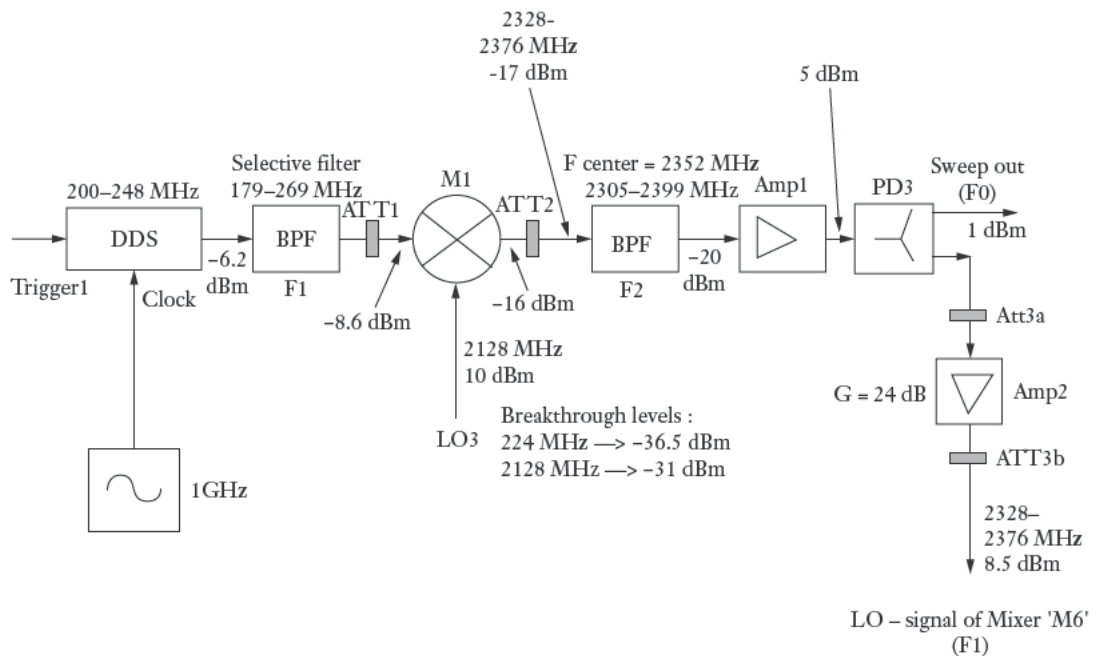 2328-
2376 MHz
-17 dBm
5 dBm
Selective filter
179–269 MHz
200–248 MHz
F center = 2352 MHz
2305–2399 MHz
Sweep out
(F0)
1 dBm
M1
ATT1
ATT2
Amp1
PD3
DDS
BPF
BPF
-6.2
dBm
-20
dBm
Trigger1
Clock
F1
F2
-8.6 dBm
-16 dBm
Att3a
2128 MHz
10 dBm
G = 24 dB
Amp2
LO3
Breakthrough levels :
224 MHz —> -36.5 dBm
2128 MHz —> -31 dBm
ATT3b
1GHz
2328–
2376 MHz
8.5 dBm
LO – signal of Mixer 'M6'
(F1)